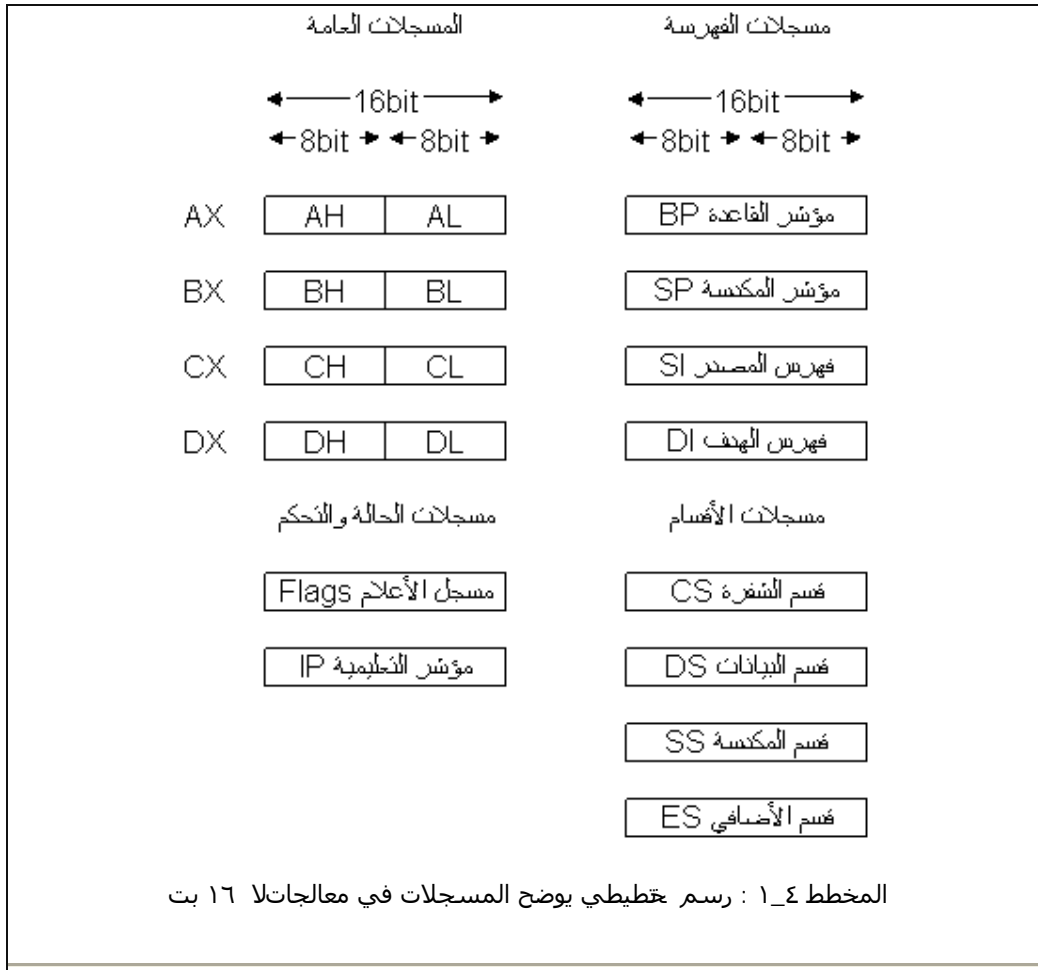 المسجلات العامة
مسجلات الفهرسة
16bit
16bit
8bit 8bit
8bit 8bit
AX AH AL
مؤشر القاعدة BP
BX BH BL
مؤشر المكدسة SP
CX CH CL
فهرس المصدر SI
DX DH DL
فهرس الهدف DI
مسجلات الحالة والتحكم
مسجلات الأقسام
مسجل الأعلام Flags
قسم الشفرة CS
مؤشر التعليمية IP
قسم البيانات DS
قسم المكدسة SS
قسم الأضافي ES
المخطط ٤_١ : رسم ختطيطي يوضح المسجلات في معالجاتلا ١٦ بت